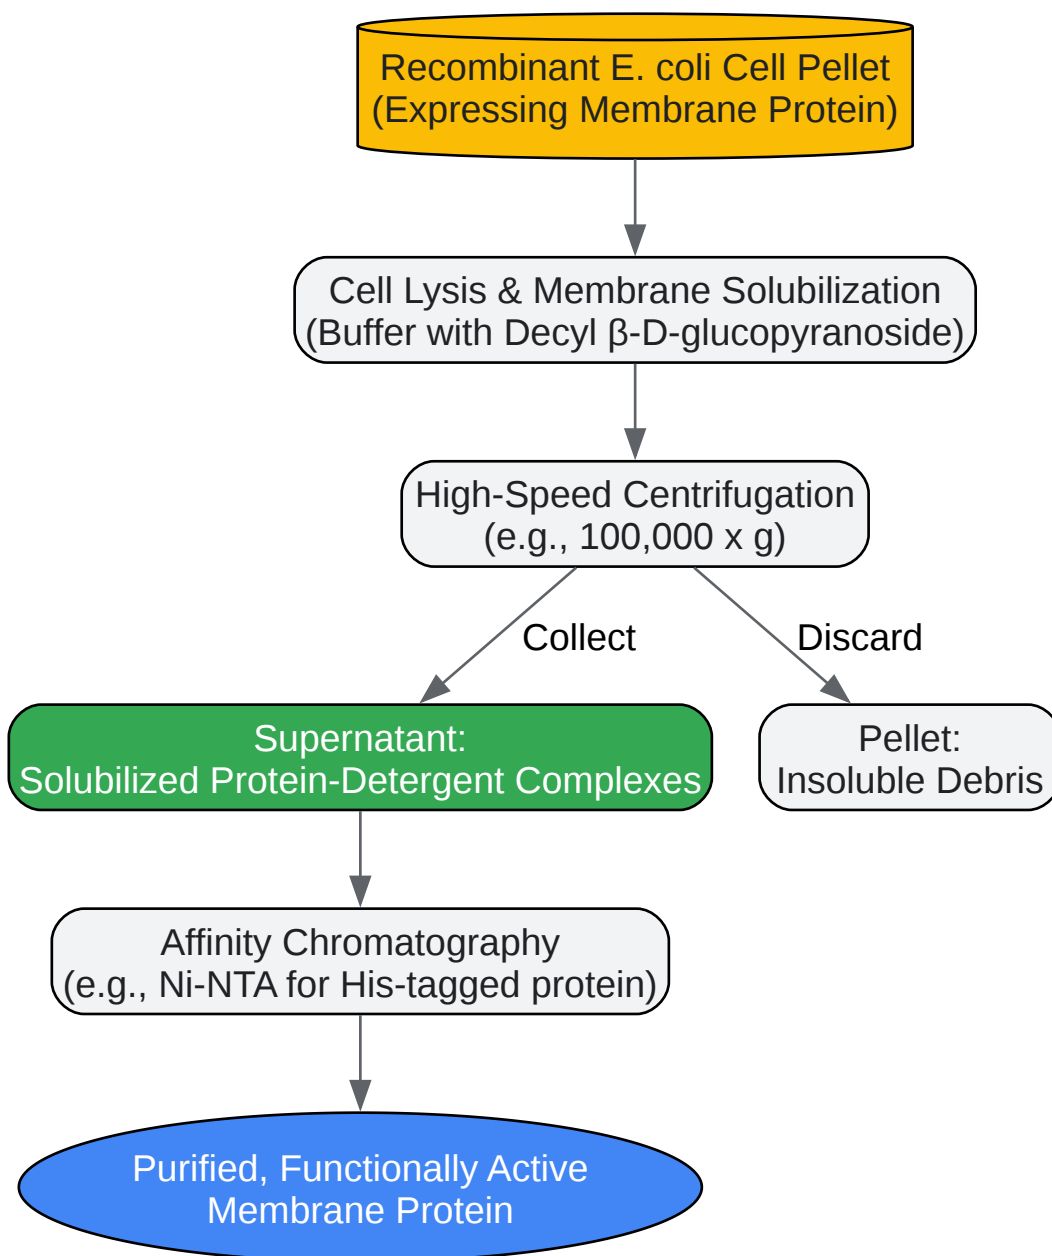 Recombinant E. coli Cell Pellet
(Expressing Membrane Protein)
Cell Lysis & Membrane Solubilization
(Buffer with Decyl β-D-glucopyranoside)
High-Speed Centrifugation
(e.g., 100,000 x g)
Collect
Discard
Supernatant:
Solubilized Protein-Detergent Complexes
Pellet:
Insoluble Debris
Affinity Chromatography
(e.g., Ni-NTA for His-tagged protein)
Purified, Functionally Active
Membrane Protein